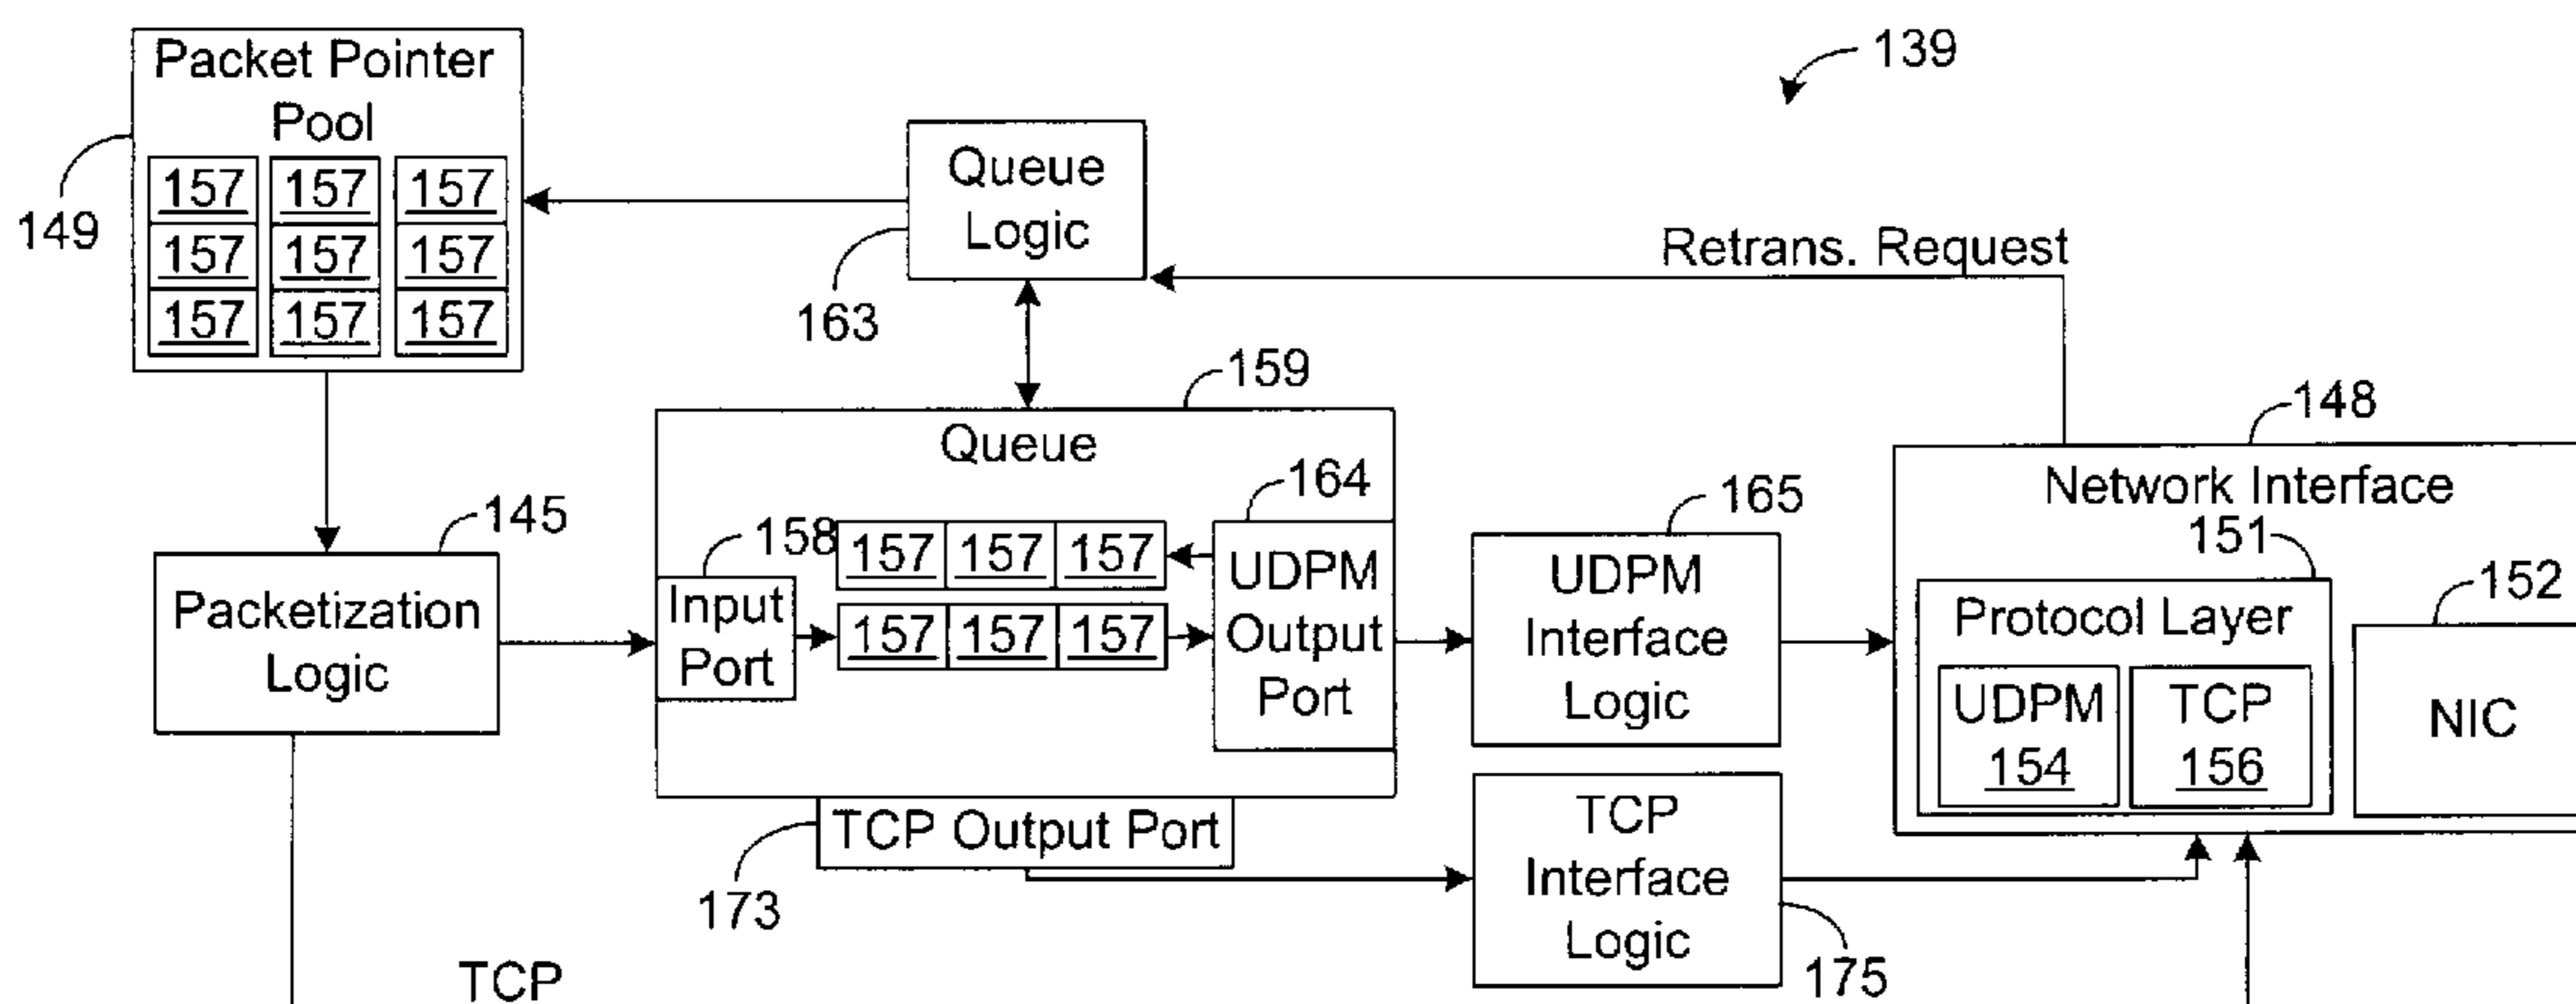 139
Packet Pointer
Pool
157 157 157
157 157 157
157 157 157
149
Queue
Logic
163
Retrans. Request
159
Queue
148
Network Interface
164
145
Packetization
Logic
158
Input
Port
157 157 157
157 157 157
UDPM
Output
Port
165
UDPM
Interface
Logic
151
Protocol Layer
UDPM
154
TCP
156
152
NIC
TCP Output Port
173
TCP
Interface
Logic
175
TCP